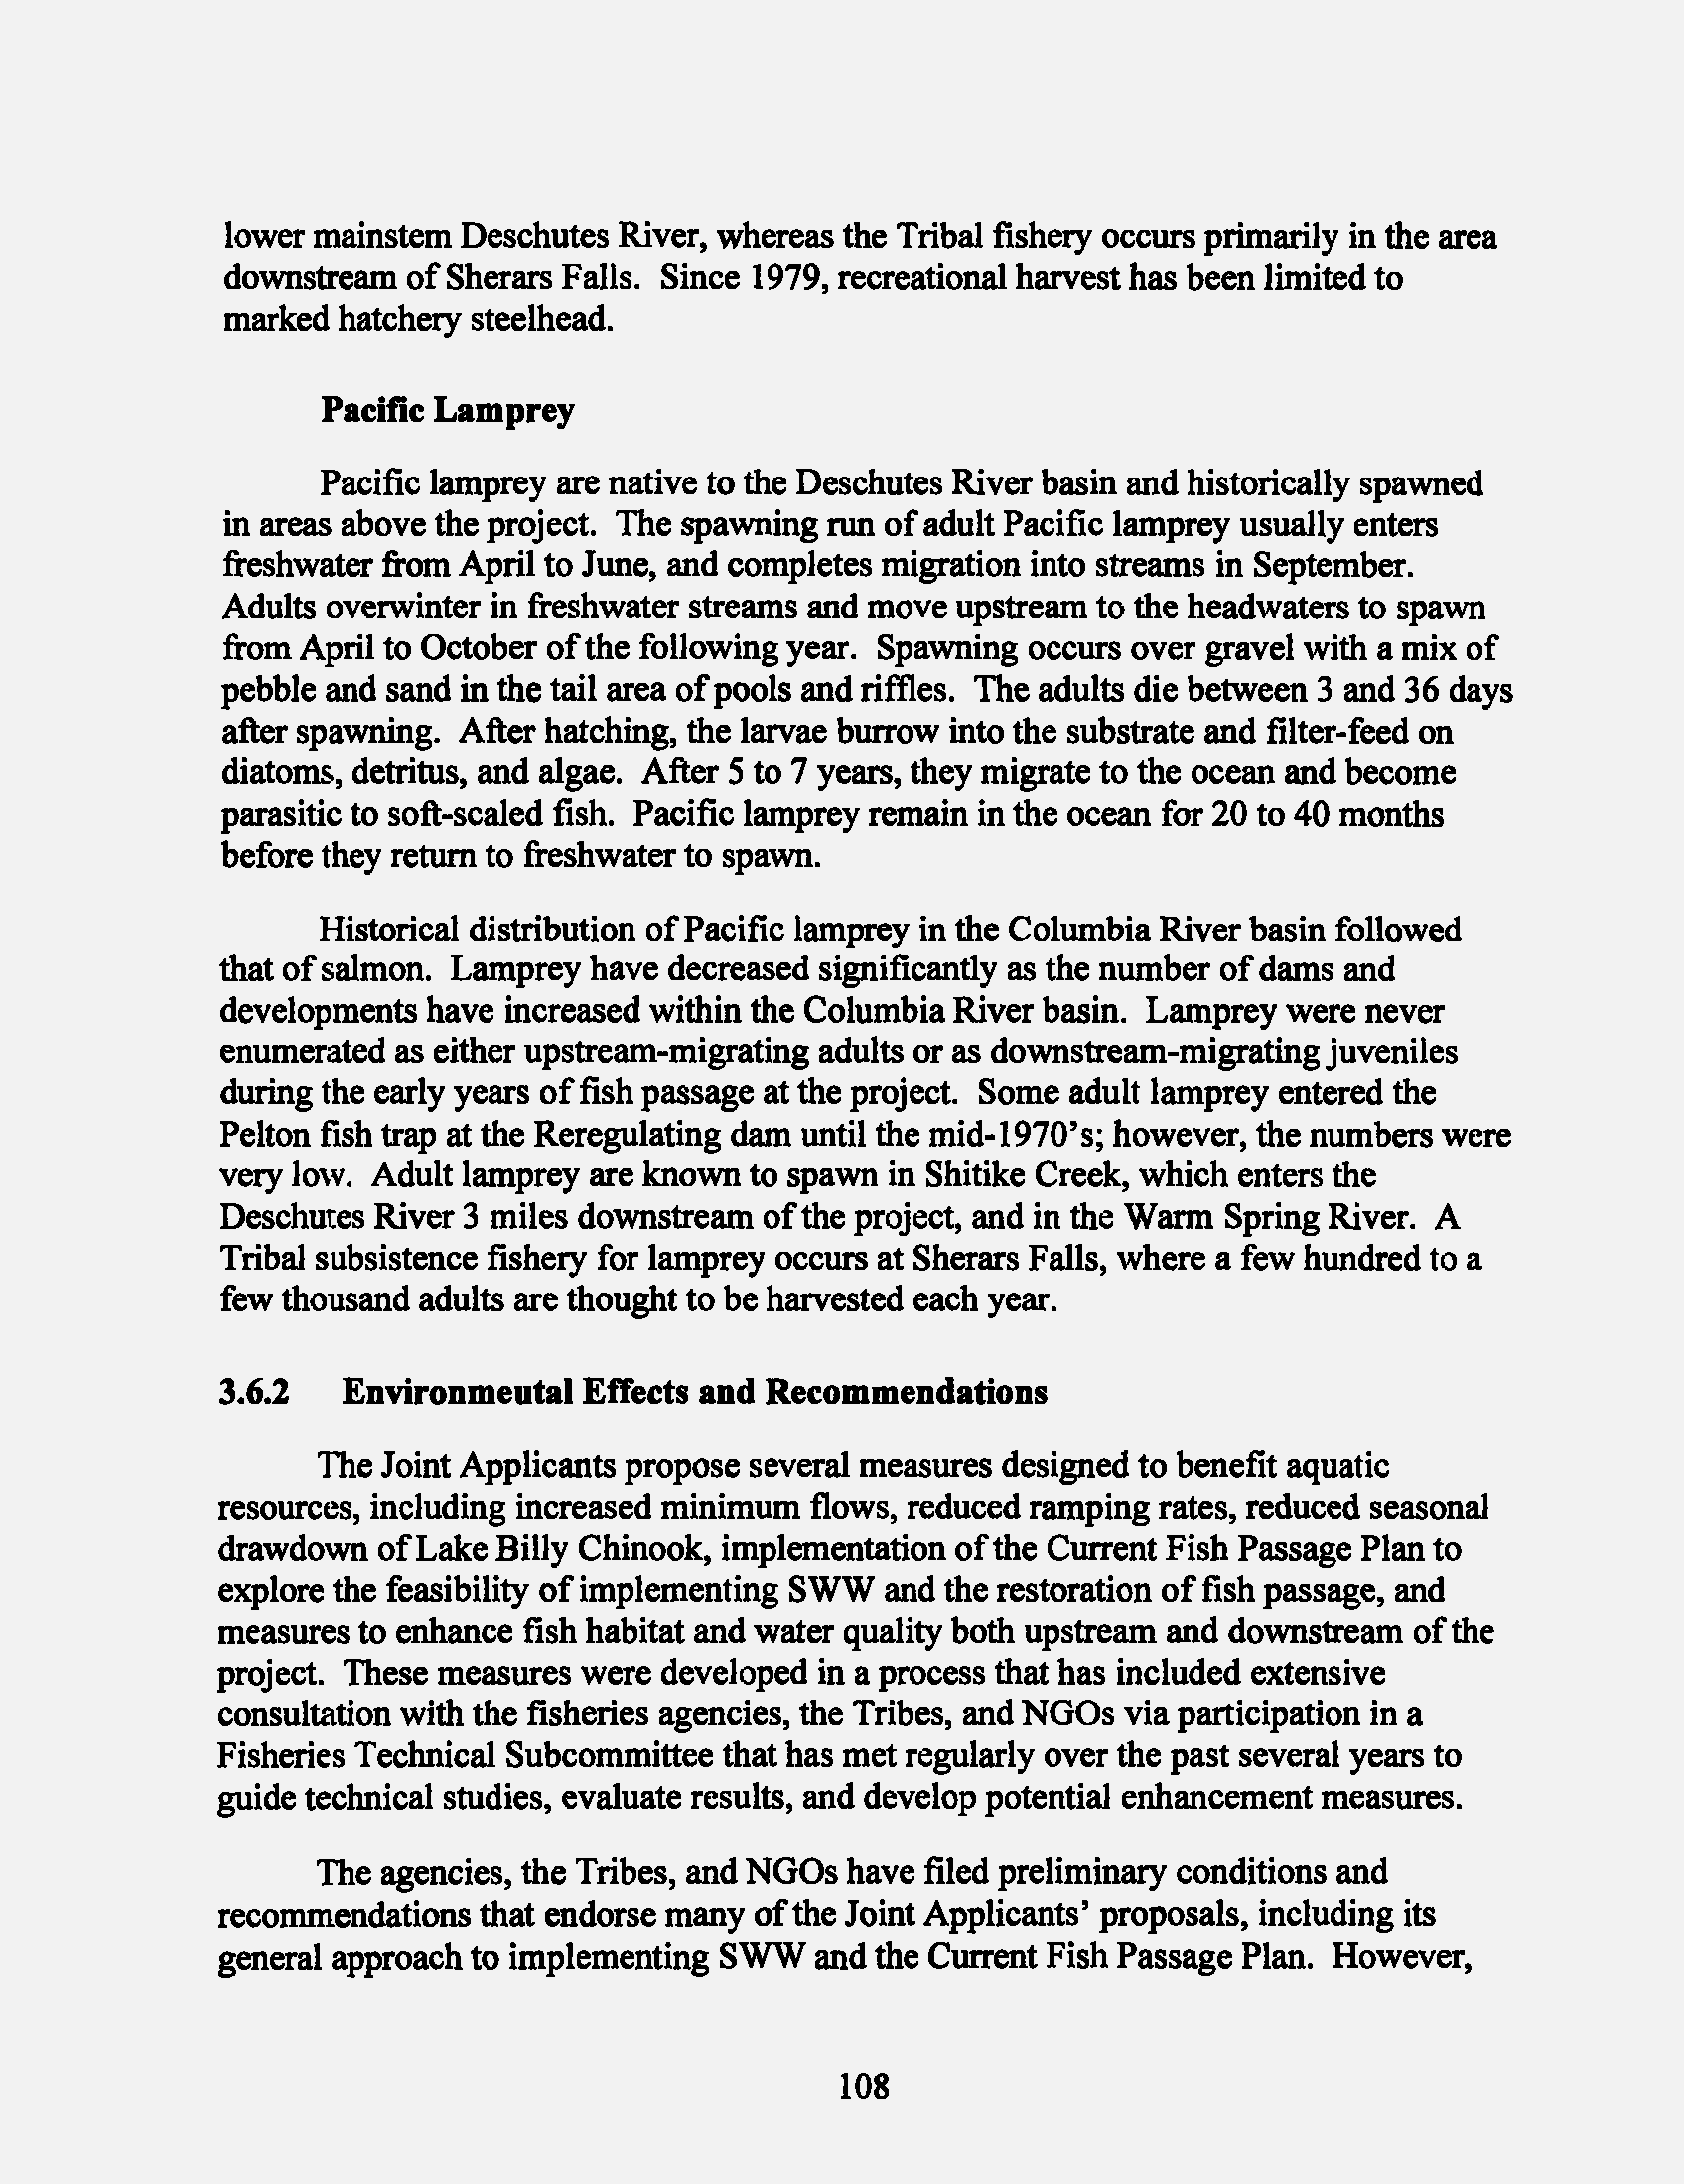 lower mainstem Deschutes River, whereas the Tribal fishery occurs primarily in the area
downstream of Sherars Falls. Since 1979, recreational harvest has been limited to
marked hatchery steelhead.
Pacific Lamprey
Pacific lamprey are native to the Deschutes River basin and historically spawned
in areas above the project. The spawning run of adult Pacific lamprey usually enters
freshwater from April to June, and completes migration into streams in September.
Adults overwinter in freshwater streams and move upstream to the headwaters to spawn
from April to October of the following year. Spawning occurs over gravel with a mix of
pebble and sand in the tail area of pools and riffles. The adults die between 3 and 36 days
after spawning. After hatching, the larvae burrow into the substrate and filter-feed on
diatoms, detritus, and algae. After 5 to 7 years, they migrate to the ocean and become
parasitic to soft-scaled fish. Pacific lamprey remain in the ocean for 20 to 40 months
before they return to freshwater to spawn.
Historical distribution of Pacific lamprey in the Columbia River basin followed
that of salmon. Lamprey have decreased significantly as the number of dams and
developments have increased within the Columbia River basin. Lamprey were never
enumerated as either upstream-migrating adults or as downstream-migrating juveniles
during the early years of fish passage at the project. Some adult lamprey entered the
Pelton fish trap at the Reregulating dam until the mid-1970's; however, the numbers were
very low. Adult lamprey are known to spawn in Shitike Creek, which enters the
Deschutes River 3 miles downstream of the project, and in the Warm Spring River. A
Tribal subsistence fishery for lamprey occurs at Sherars Falls, where a few hundred to a
few thousand adults are thought to be harvested each year.
3.6.2 Environmeutal Effects and Recommendations
The Joint Applicants propose several measures designed to benefit aquatic
resources, including increased minimum flows, reduced ramping rates, reduced seasonal
drawdown of Lake Billy Chinook, implementation of the Current Fish Passage Plan to
explore the feasibility of implementing SWW and the restoration of fish passage, and
measures to enhance fish habitat and water quality both upstream and downstream of the
project. These measures were developed in a process that has included extensive
consultation with the fisheries agencies, the Tribes, and NGOs via participation in a
Fisheries Technical Subcommittee that has met regularly over the past several years to
guide technical studies, evaluate results, and develop potential enhancement measures.
The agencies, the Tribes, and NGOs have filed preliminary conditions and
recommendations that endorse many of the Joint Applicants' proposals, including its
general approach to implementing SWW and the Current Fish Passage Plan. However,
108